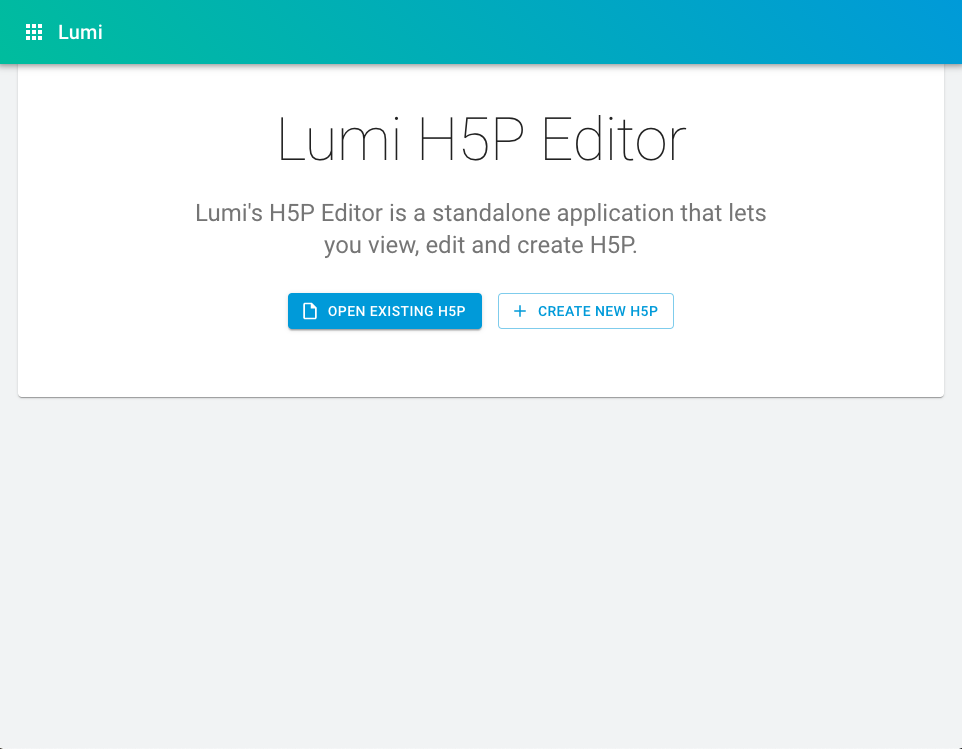 Lumi
Lumi H5P Editor
Lumi's H5P Editor is a standalone application that lets
you view, edit and create H5P.
OPEN EXISTING H5P
CREATE NEW H5P